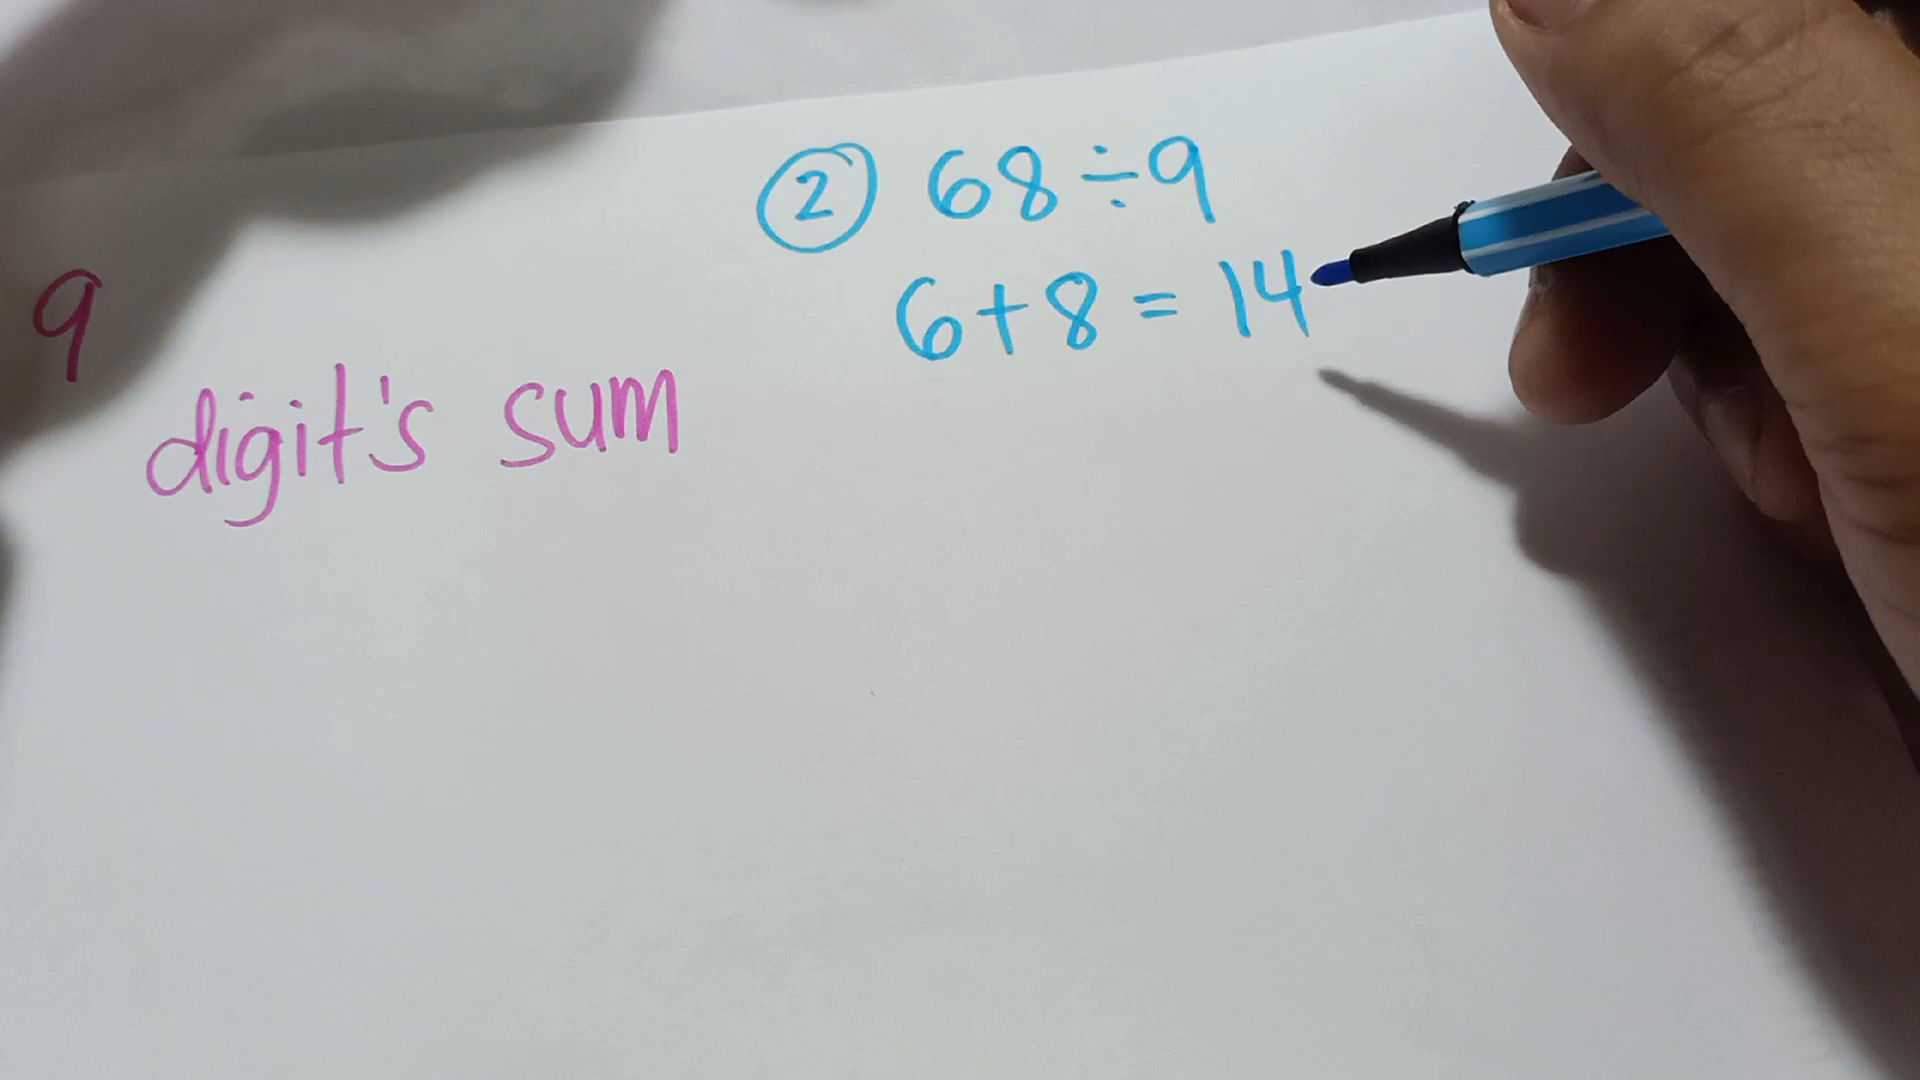 ② 68÷9
6+8 = 14
9
digit's sum